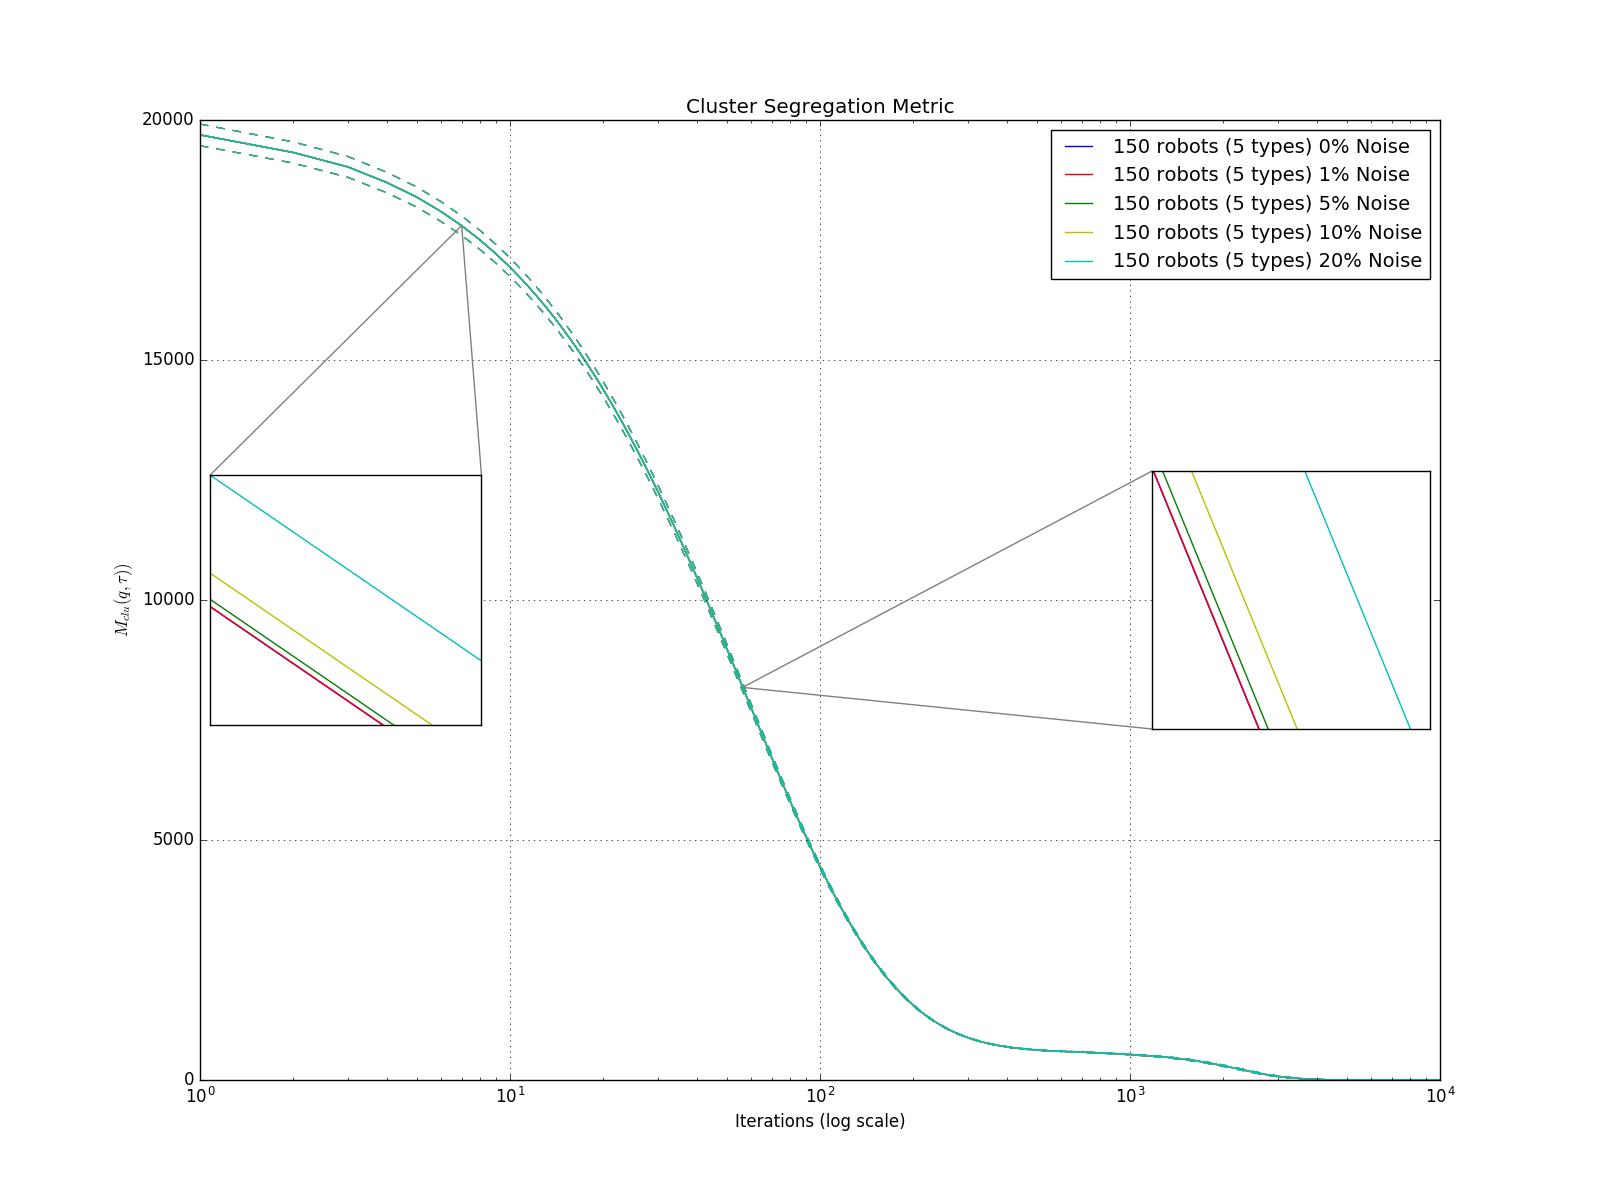 Cluster Segregation Metric
20000
15000
10000
5000
0
M_{clu}(q, τ))
150 robots (5 types) 0% Noise
150 robots (5 types) 1% Noise
150 robots (5 types) 5% Noise
150 robots (5 types) 10% Noise
150 robots (5 types) 20% Noise
10^0 10^1 10^2 10^3 10^4
Iterations (log scale)